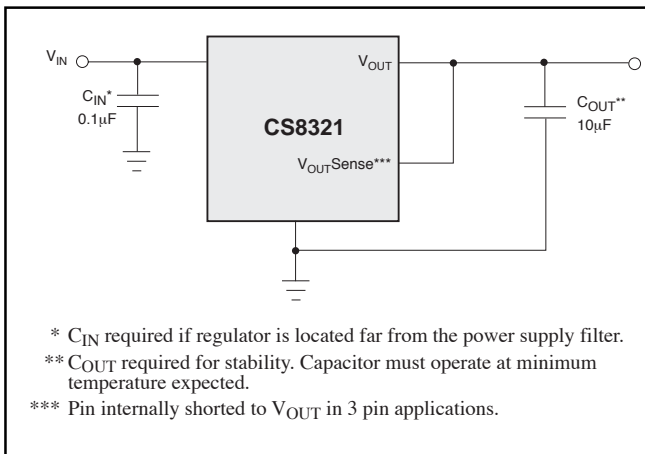 V_IN
V_OUT
C_IN*
0.1µF
CS8321
C_OUT**
10µF
V_OUTSense***
* C_IN required if regulator is located far from the power supply filter.
** C_OUT required for stability. Capacitor must operate at minimum
temperature expected.
*** Pin internally shorted to V_OUT in 3 pin applications.